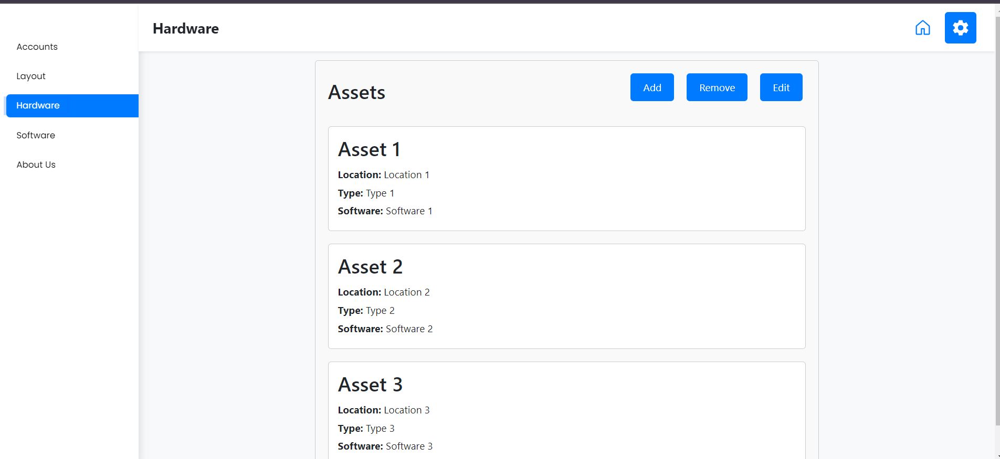 Hardware
Accounts
Layout
Hardware
Software
About Us
Assets
Add
Remove
Edit
Asset 1
Location: Location 1
Type: Type 1
Software: Software 1
Asset 2
Location: Location 2
Type: Type 2
Software: Software 2
Asset 3
Location: Location 3
Type: Type 3
Software: Software 3